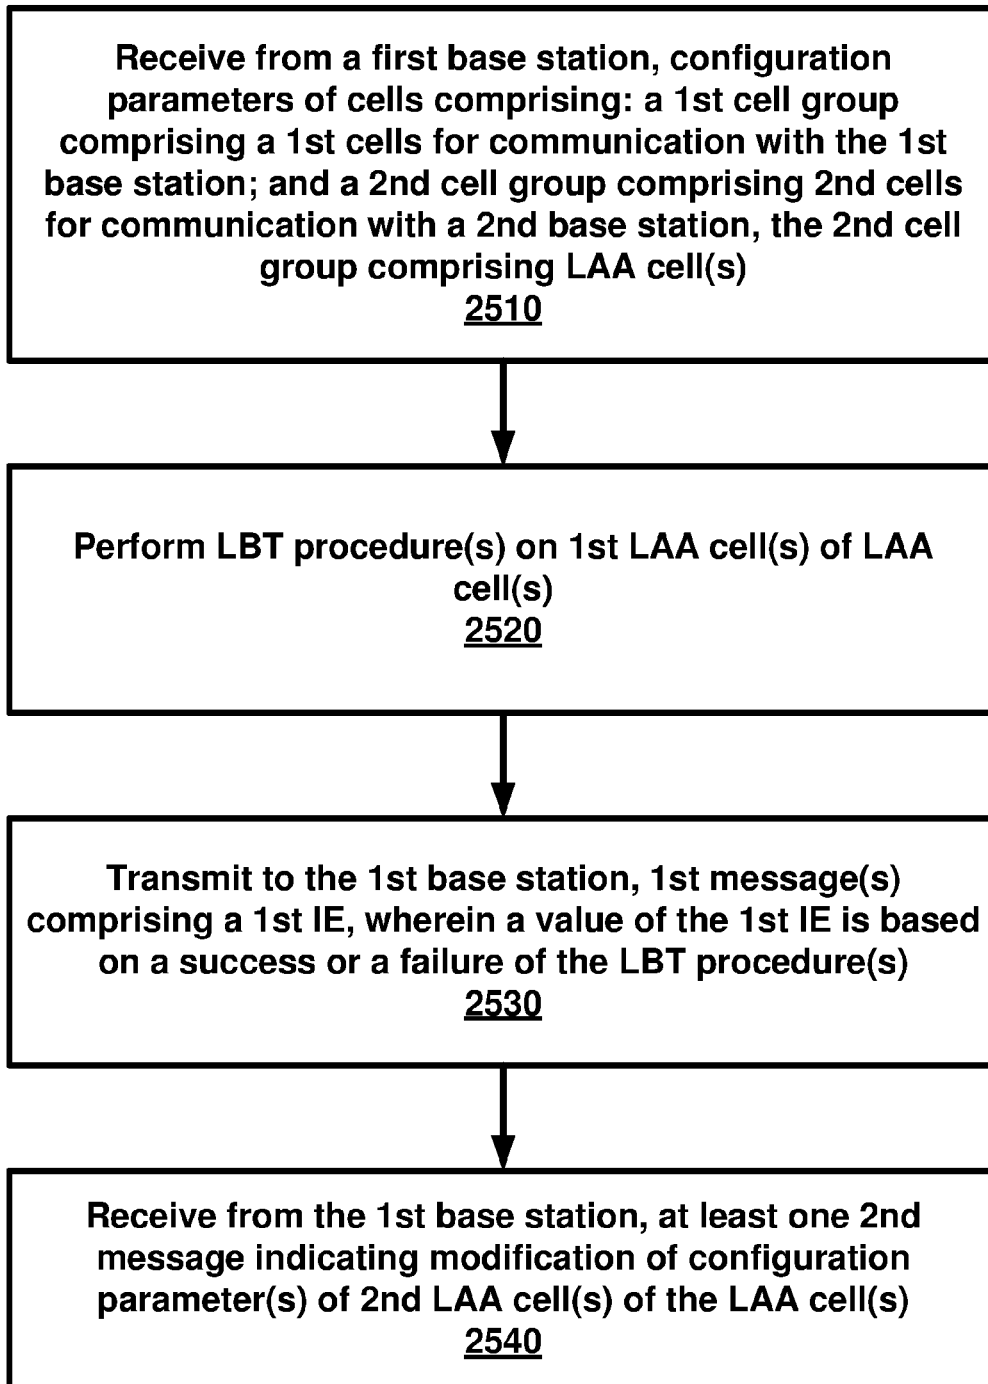 Receive from a first base station, configuration
parameters of cells comprising: a 1st cell group
comprising a 1st cells for communication with the 1st
base station; and a 2nd cell group comprising 2nd cells
for communication with a 2nd base station, the 2nd cell
group comprising LAA cell(s)
2510
Perform LBT procedure(s) on 1st LAA cell(s) of LAA
cell(s)
2520
Transmit to the 1st base station, 1st message(s)
comprising a 1st IE, wherein a value of the 1st IE is based
on a success or a failure of the LBT procedure(s)
2530
Receive from the 1st base station, at least one 2nd
message indicating modification of configuration
parameter(s) of 2nd LAA cell(s) of the LAA cell(s)
2540